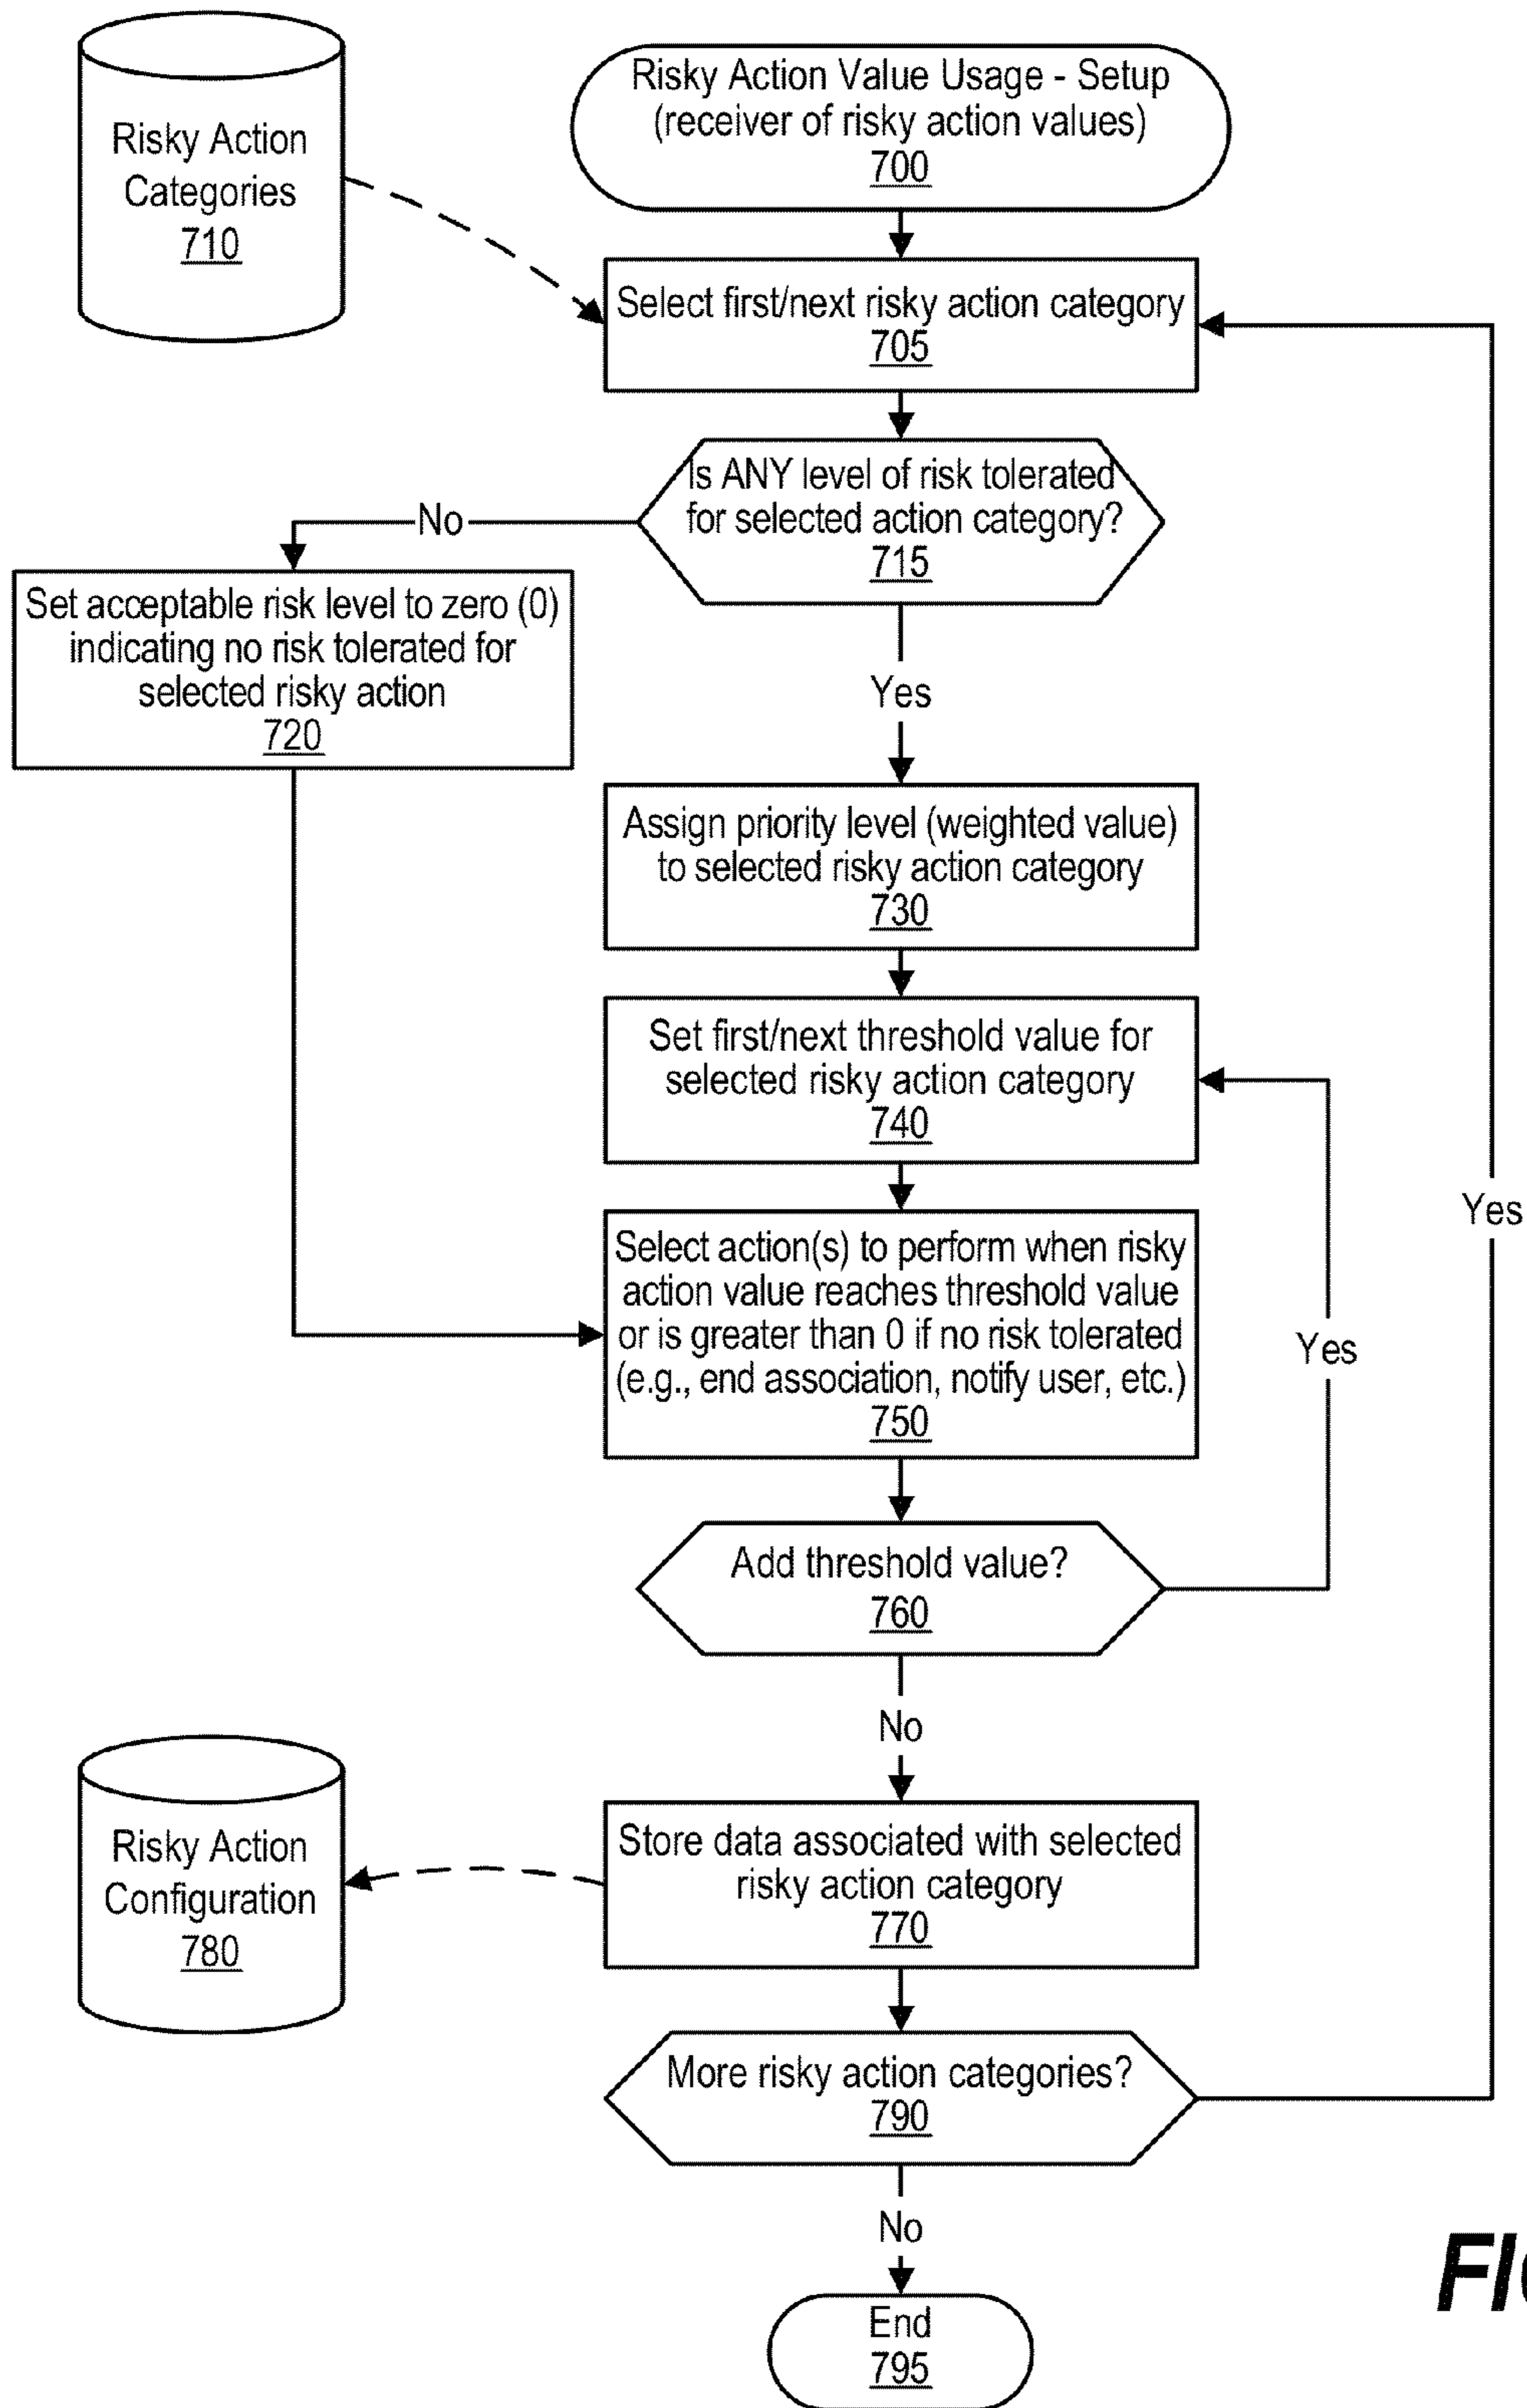 Risky Action
Categories
710
Risky Action Value Usage - Setup
(receiver of risky action values)
700
Select first/next risky action category
705
Is ANY level of risk tolerated
for selected action category?
715
No
Set acceptable risk level to zero (0)
indicating no risk tolerated for
selected risky action
720
Yes
Assign priority level (weighted value)
to selected risky action category
730
Set first/next threshold value for
selected risky action category
740
Select action(s) to perform when risky
action value reaches threshold value
or is greater than 0 if no risk tolerated
(e.g., end association, notify user, etc.)
750
Yes
Yes
Add threshold value?
760
No
Risky Action
Configuration
780
Store data associated with selected
risky action category
770
More risky action categories?
790
No
End
795